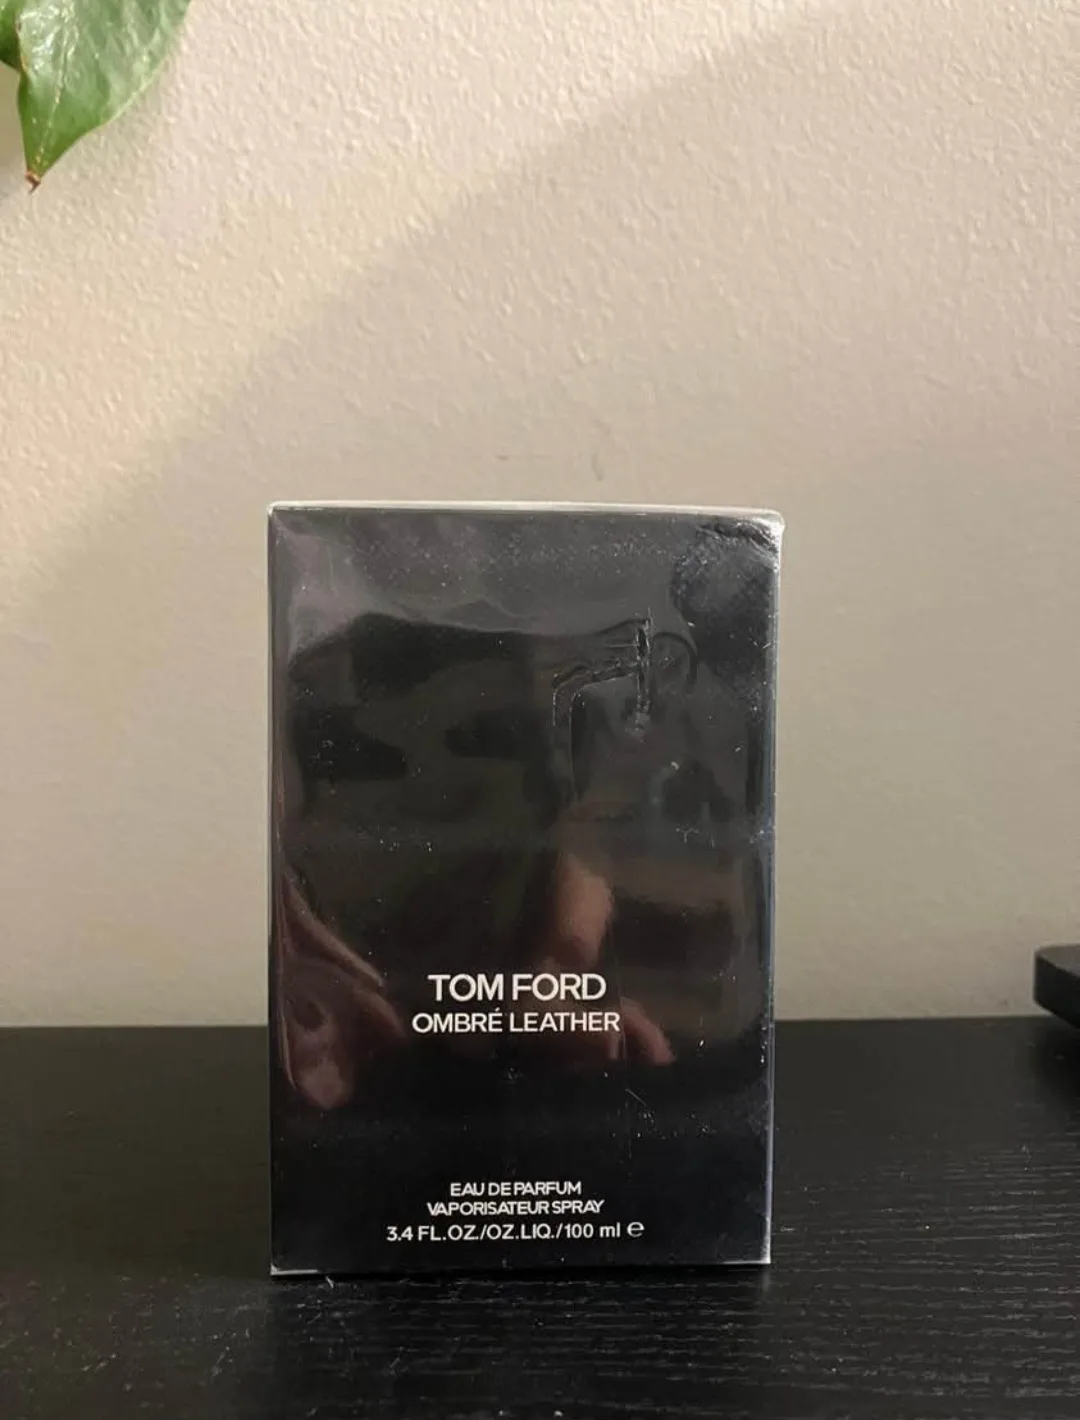 TOM FORD
OMBRÉ LEATHER
EAU DE PARFUM
VAPORISATEUR SPRAY
3.4 FL.OZ./OZ.LIQ./100 ml ℮